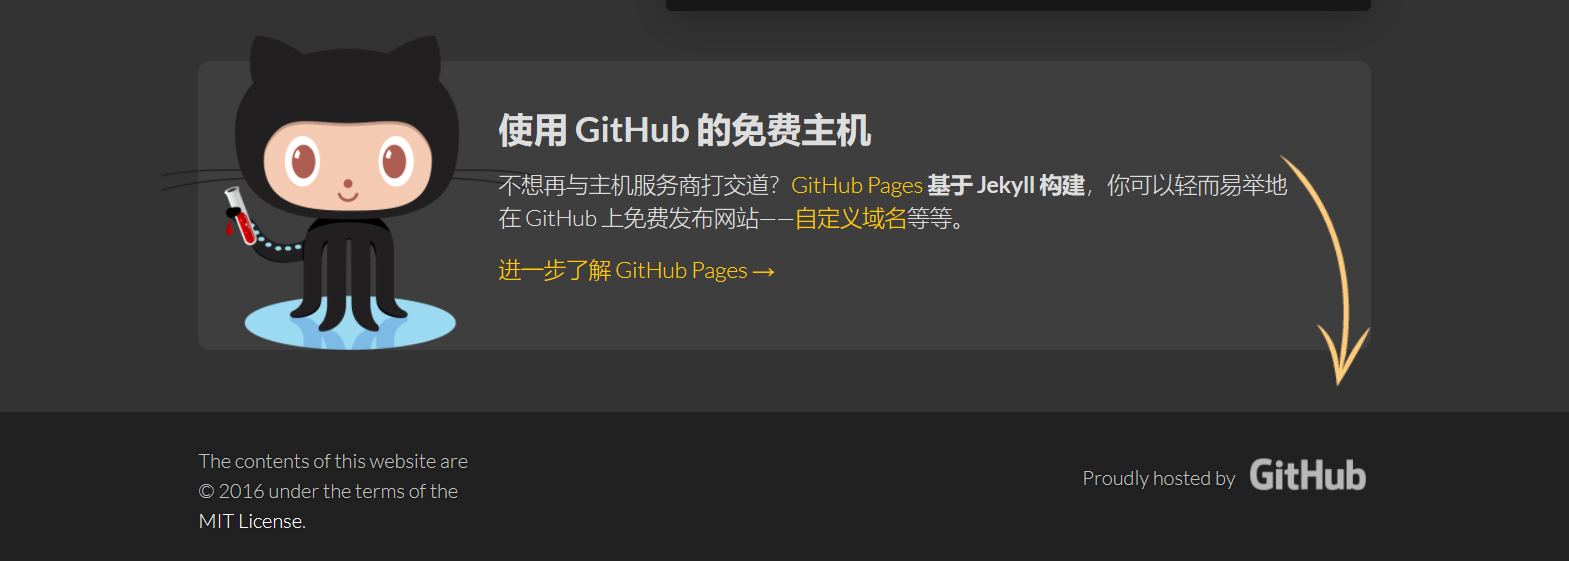 使用 GitHub 的免费主机
不想再与主机服务商打交道？GitHub Pages 基于 Jekyll 构建，你可以轻而易举地
在 GitHub 上免费发布网站——自定义域名等等。
进一步了解 GitHub Pages →
The contents of this website are
© 2016 under the terms of the
MIT License.
Proudly hosted by GitHub